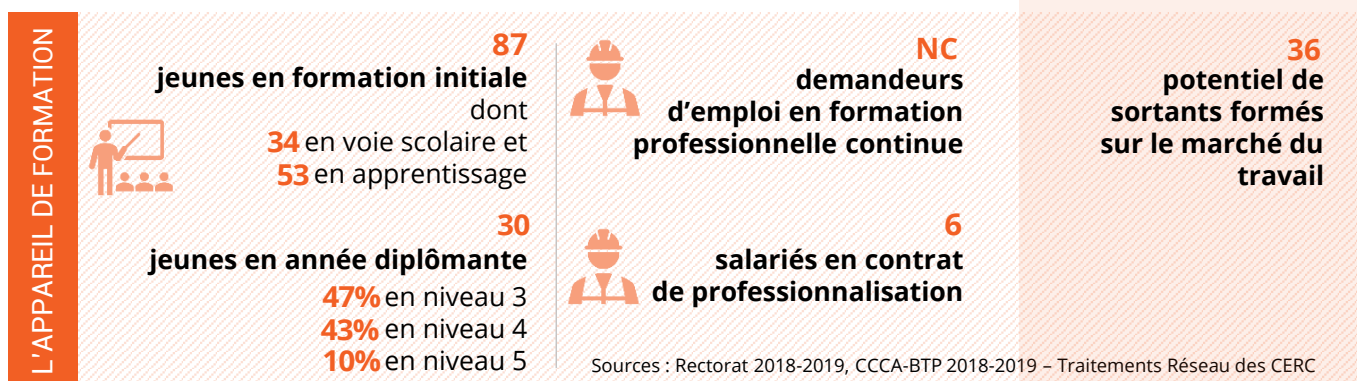 L'APPAREIL DE FORMATION
87
jeunes en formation initiale
dont
34 en voie scolaire et
53 en apprentissage
30
jeunes en année diplômante
47% en niveau 3
43% en niveau 4
10% en niveau 5
NC
demandeurs
d'emploi en formation
professionnelle continue
6
salariés en contrat
de professionnalisation
36
potentiel de
sortants formés
sur le marché du
travail
Sources : Rectorat 2018-2019, CCCA-BTP 2018-2019 – Traitements Réseau des CERC